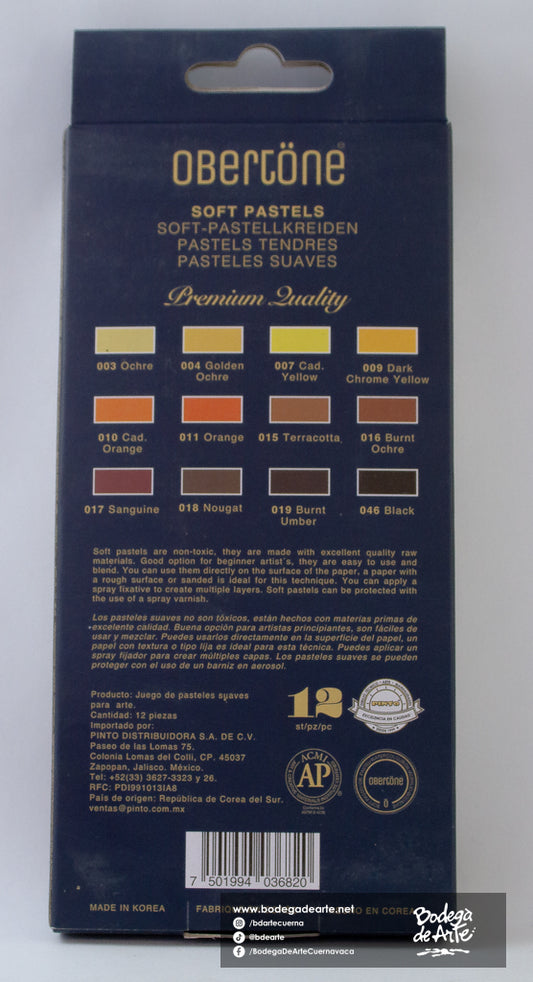 OBERTÖNE®
SOFT PASTELS
SOFT-PASTELLKREIDEN
PASTELS TENDRES
PASTELES SUAVES
Premium Quality
003 Ochre
004 Golden
Ochre
007 Cad.
Yellow
009 Dark
Chrome Yellow
010 Cad.
Orange
011 Orange
015 Terracotta
016 Burnt
Ochre
017 Sanguine
018 Nougat
019 Burnt
Umber
046 Black
Soft pastels are non-toxic, they are made with excellent quality raw
materials. Good option for beginner artist´s, they are easy to use and
blend. You can use them directly on the surface of the paper, a paper with
a rough surface or sanded is ideal for this technique. You can apply a
spray fixative to create multiple layers. Soft pastels can be protected with
the use of a spray varnish.
Los pasteles suaves no son tóxicos, están hechos con materias primas de
excelente calidad. Buena opción para artistas principiantes, son fáciles de
usar y mezclar. Puedes usarlos directamente en la superficie del papel, un
papel con textura o tipo lija es ideal para esta técnica. Puedes aplicar un
spray fijador para crear múltiples capas. Los pasteles suaves se pueden
proteger con el uso de un barniz en aerosol.
Producto: Juego de pasteles suaves
para arte.
Cantidad: 12 piezas
Importado por:
PINTO DISTRIBUIDORA S.A. DE C.V.
Paseo de las Lomas 75.
Colonia Lomas del Colli, CP. 45037
Zapopan, Jalisco. México.
Tel: +52(33) 3627-3323 y 26.
RFC: PDI991013IA8
País de origen: República de Corea del Sur.
ventas@pinto.com.mx
12
st/pz/pc
PINTO
EXCELENCIA EN CALIDAD
ACMI
AP
OBERTÖNE
7 501994 036820
MADE IN KOREA
FABRIC
O EN COREA
www.bodegadearte.net
/bdartecuerna
/bdearte
/BodegaDeArteCuernavaca
Bodega
de Arte